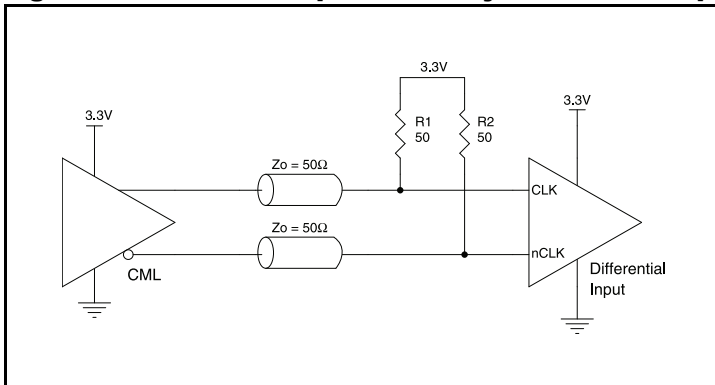 3.3V
3.3V
3.3V
R1
50
R2
50
Zo = 50Ω
CLK
Zo = 50Ω
nCLK
CML
Differential
Input